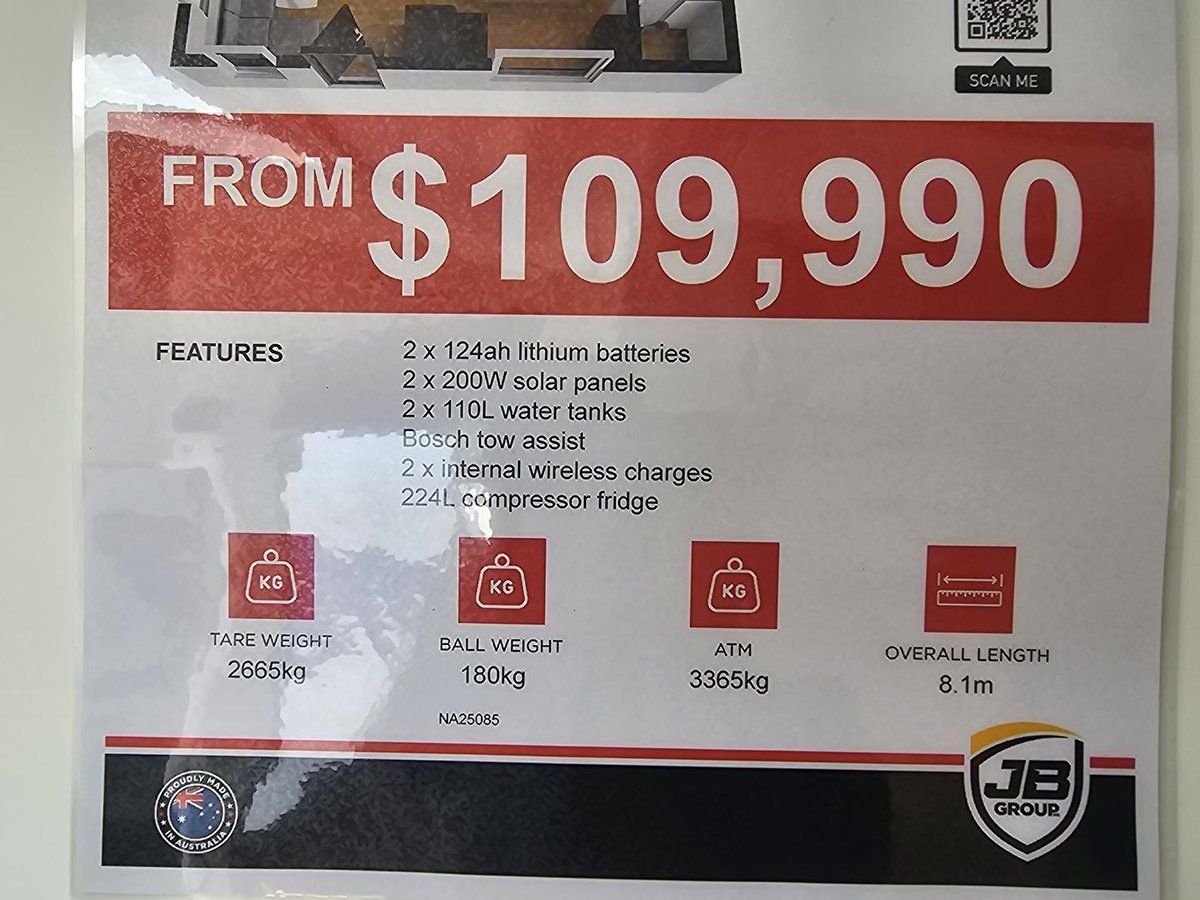 SCAN ME
FROM $109,990
FEATURES
2 x 124ah lithium batteries
2 x 200W solar panels
2 x 110L water tanks
Bosch tow assist
2 x internal wireless charges
224L compressor fridge
KG
KG
KG
TARE WEIGHT
2665kg
BALL WEIGHT
180kg
ATM
3365kg
OVERALL LENGTH
8.1m
NA25085
PROUDLY MADE
IN AUSTRALIA
JB
GROUP